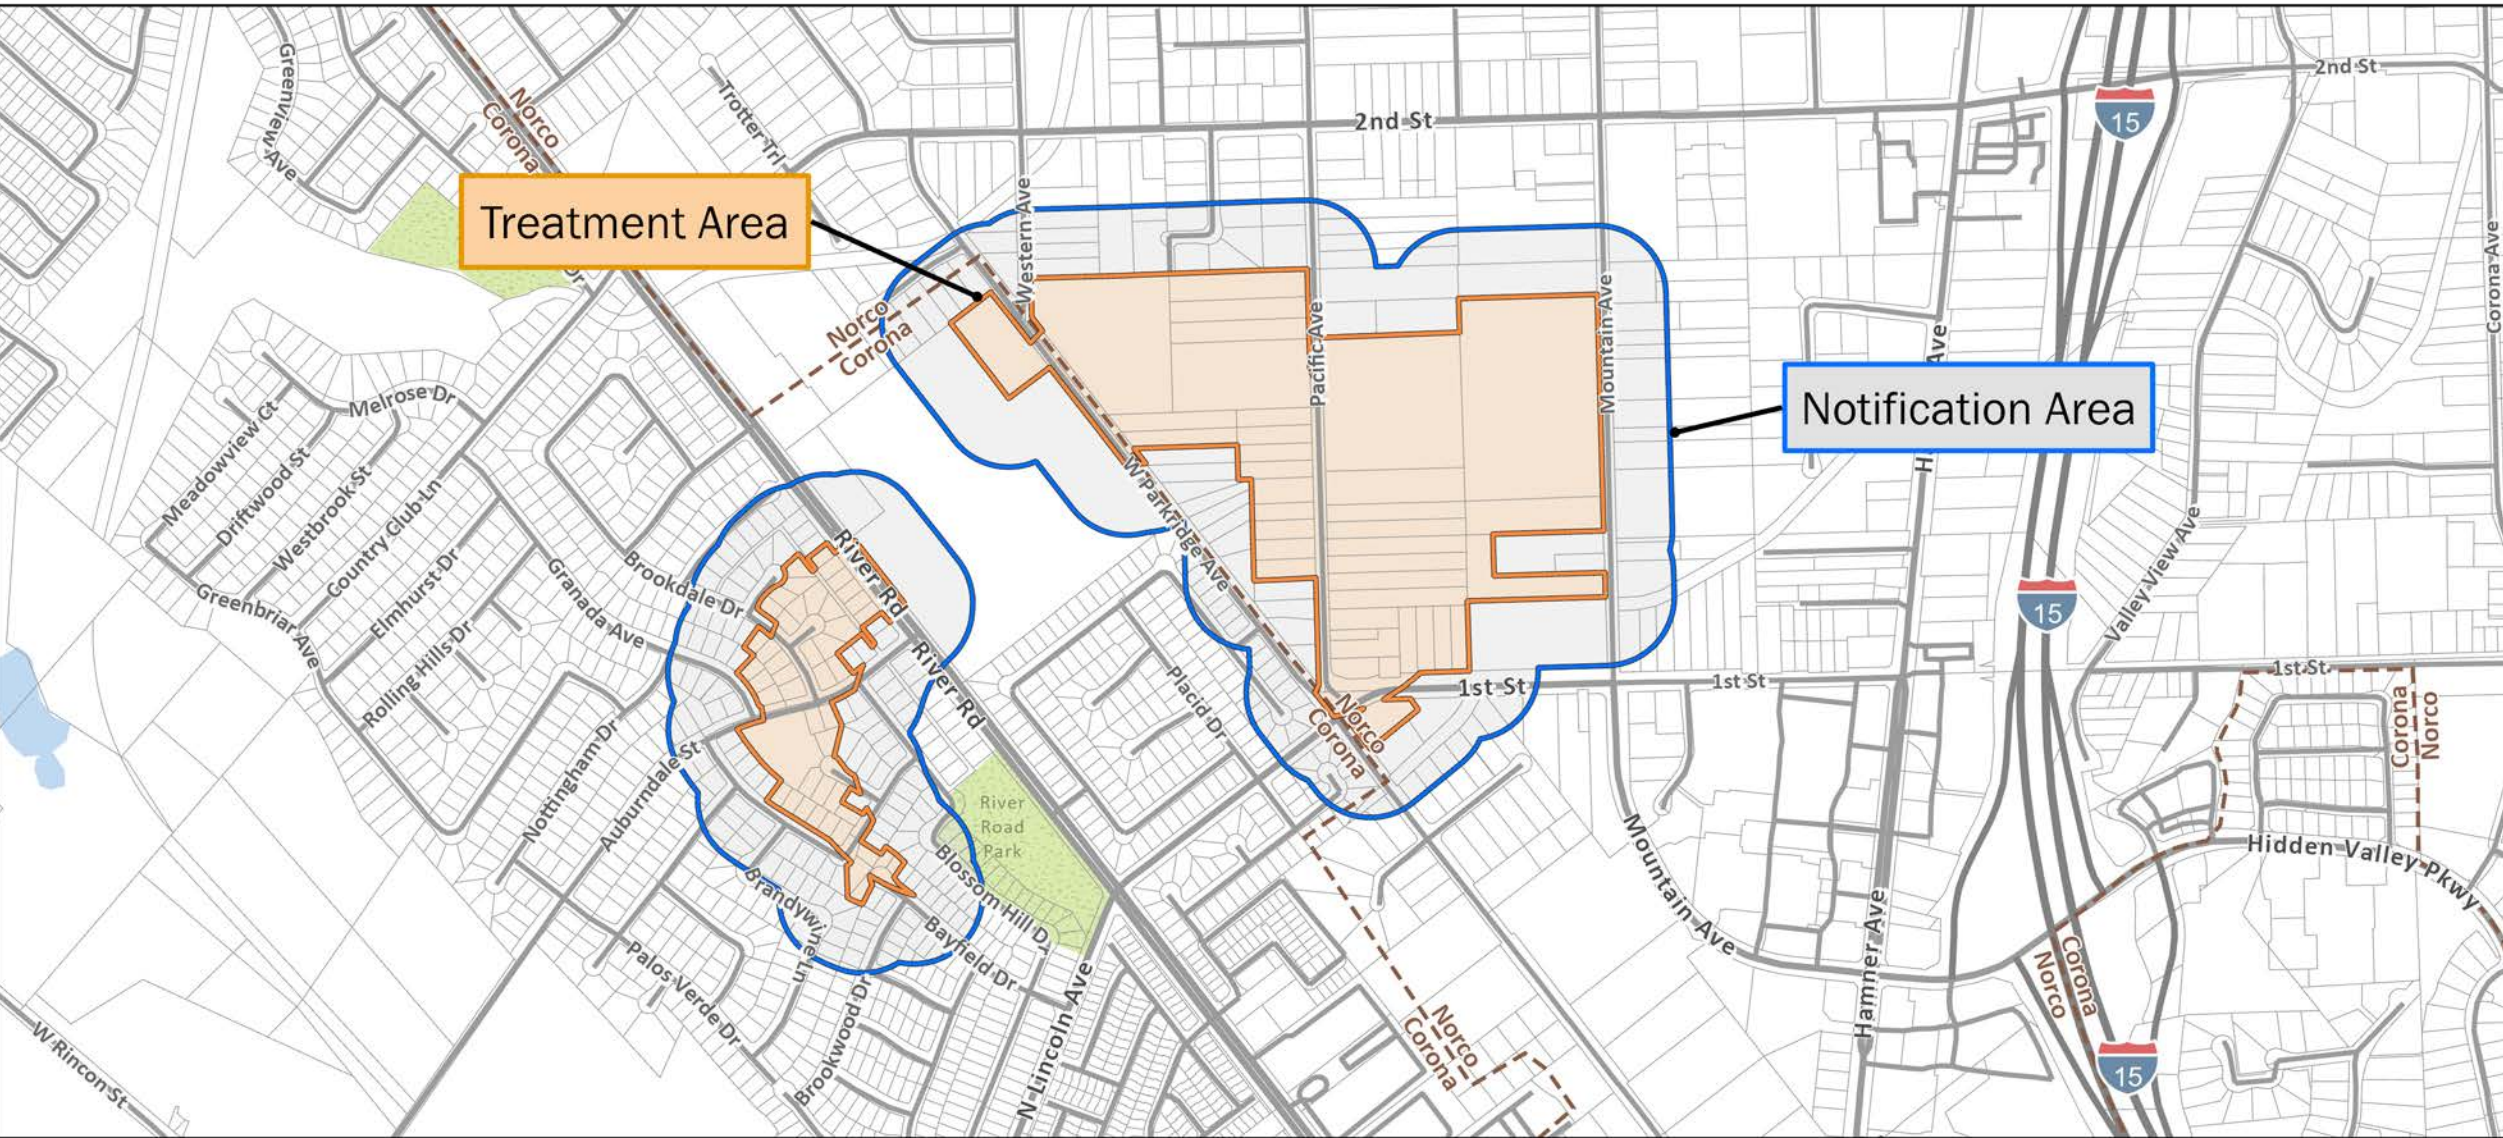 Greenview Ave
Norco
Corona
Trotter Trl
2nd St
2nd St
15
Treatment Area
Dr
Western Ave
Norco
Corona
Pacific Ave
Mountain Ave
Corona Ave
Ave
H
Notification Area
Melrose Dr
Meadowview Ct
Driftwood St
Westbrook St
Country Club Ln
Elmhurst Dr
Rolling Hills Dr
Greenbriar Ave
Granada Ave
Brookdale Dr
River Rd
River Rd
W Parkridge Ave
Placid Dr
15
Valley View Ave
1st St
1st St
1st St
Norco
Corona
Corona
Norco
Nottingham Dr
Auburndale St
River
Road
Park
Blossom Hill Dr
Brandywine Ln
Bayfield Dr
Palos Verde Dr
Brookwood Dr
N Lincoln Ave
Mountain Ave
Hamner Ave
Hidden Valley Pkwy
Corona
Norco
Norco
Corona
W Rincon St
15